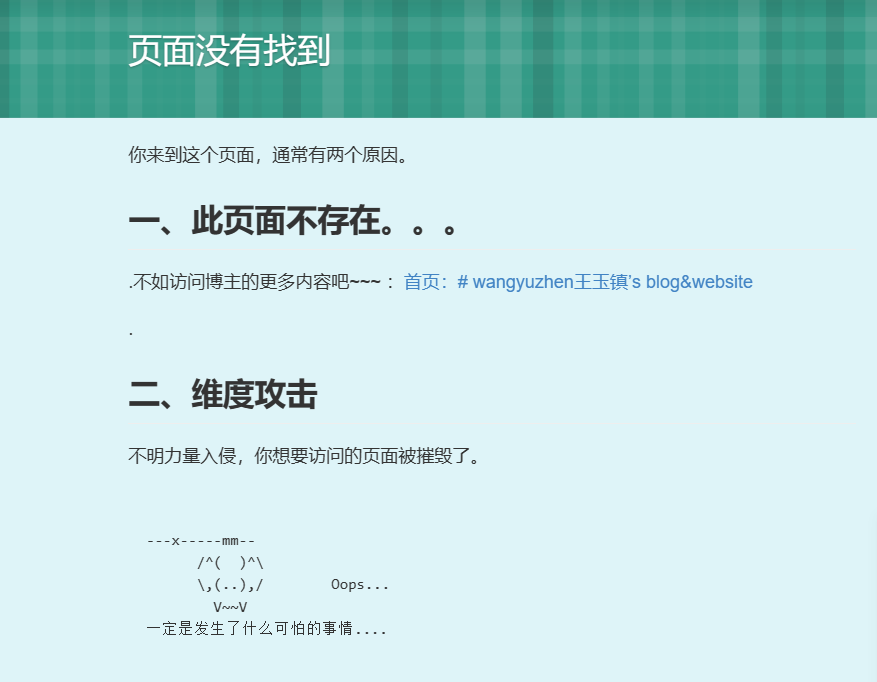 页面没有找到
你来到这个页面，通常有两个原因。
一、此页面不存在。。。
.不如访问博主的更多内容吧~~~ ：首页：# wangyuzhen王玉镇's blog&website
.
二、维度攻击
不明力量入侵，你想要访问的页面被摧毁了。
---x-----mm--
/^(  )^\
\,(..),/        Oops...
V~~V
一定是发生了什么可怕的事情....